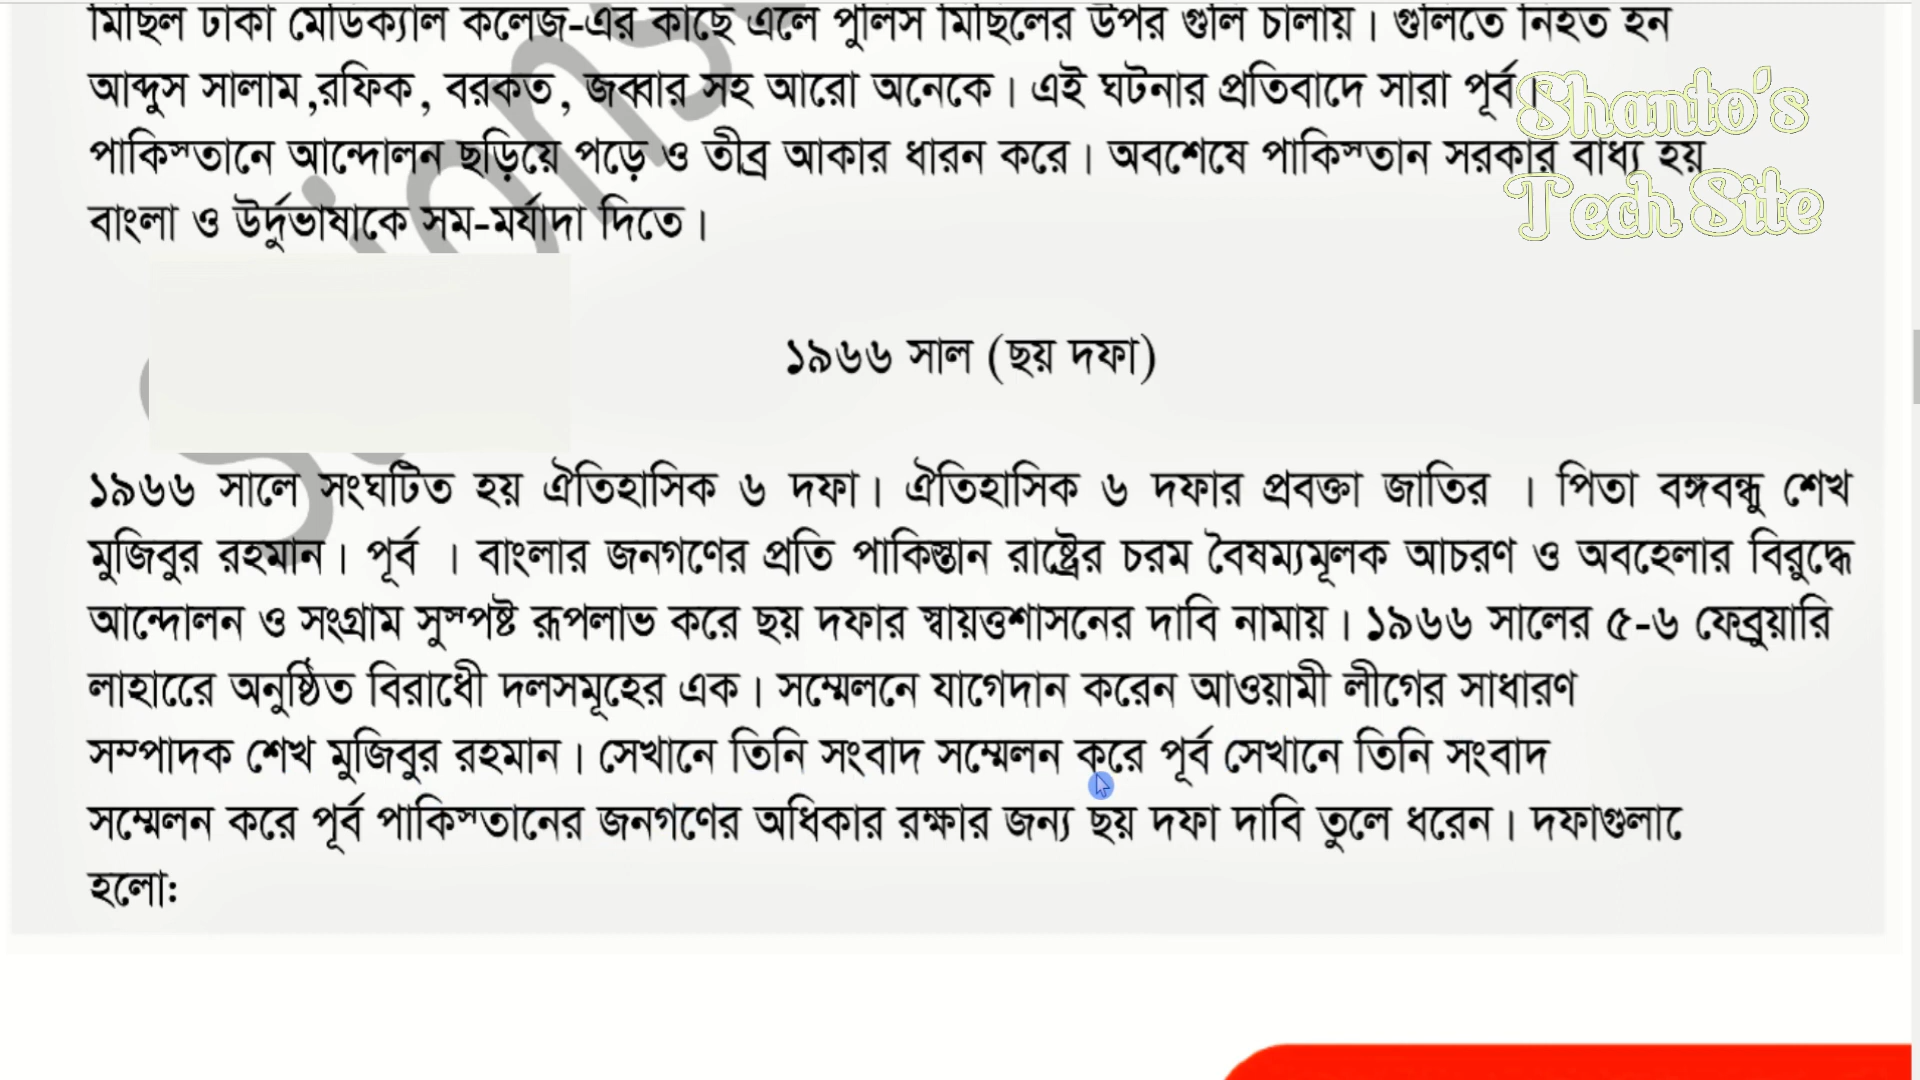 মিছিল ঢাকা মেডিক্যাল কলেজ-এর কাছে এলে পুলিস মিছিলের উপর গুলি চালায়। গুলিতে নিহত হন
আব্দুস সালাম,রফিক, বরকত, জব্বার সহ আরো অনেকে। এই ঘটনার প্রতিবাদে সারা পূর্ব।
পাকিস্তানে আন্দোলন ছড়িয়ে পড়ে ও তীব্র আকার ধারন করে। অবশেষে পাকিস্তান সরকার বাধ্য হয়
বাংলা ও উর্দুভাষাকে সম-মর্যাদা দিতে।
Shanto's
Tech Site
১৯৬৬ সাল (ছয় দফা)
১৯৬৬ সালে সংঘটিত হয় ঐতিহাসিক ৬ দফা। ঐতিহাসিক ৬ দফার প্রবক্তা জাতির । পিতা বঙ্গবন্ধু শেখ
মুজিবুর রহমান। পূর্ব । বাংলার জনগণের প্রতি পাকিস্তান রাষ্ট্রের চরম বৈষম্যমূলক আচরণ ও অবহেলার বিরুদ্ধে
আন্দোলন ও সংগ্রাম সুস্পষ্ট রূপলাভ করে ছয় দফার স্বায়ত্তশাসনের দাবি নামায়। ১৯৬৬ সালের ৫-৬ ফেব্রুয়ারি
লাহােরে অনুষ্ঠিত বিরােধী দলসমূহের এক। সম্মেলনে যাগেদান করেন আওয়ামী লীগের সাধারণ
সম্পাদক শেখ মুজিবুর রহমান। সেখানে তিনি সংবাদ সম্মেলন করে পূর্ব সেখানে তিনি সংবাদ
সম্মেলন করে পূর্ব পাকিস্তানের জনগণের অধিকার রক্ষার জন্য ছয় দফা দাবি তুলে ধরেন। দফাগুলাে
হলো: